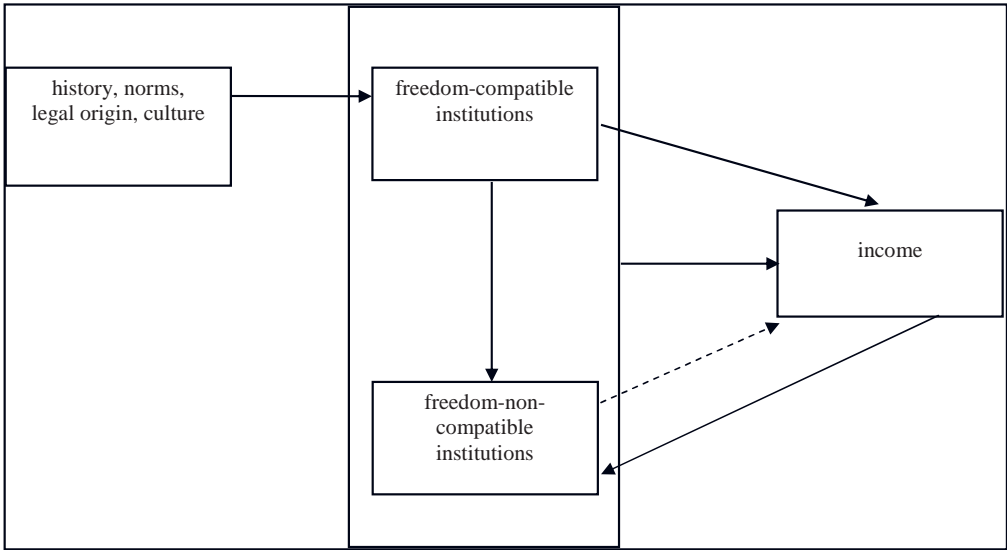 history, norms,
legal origin, culture
freedom-compatible
institutions
income
freedom-non-
compatible
institutions